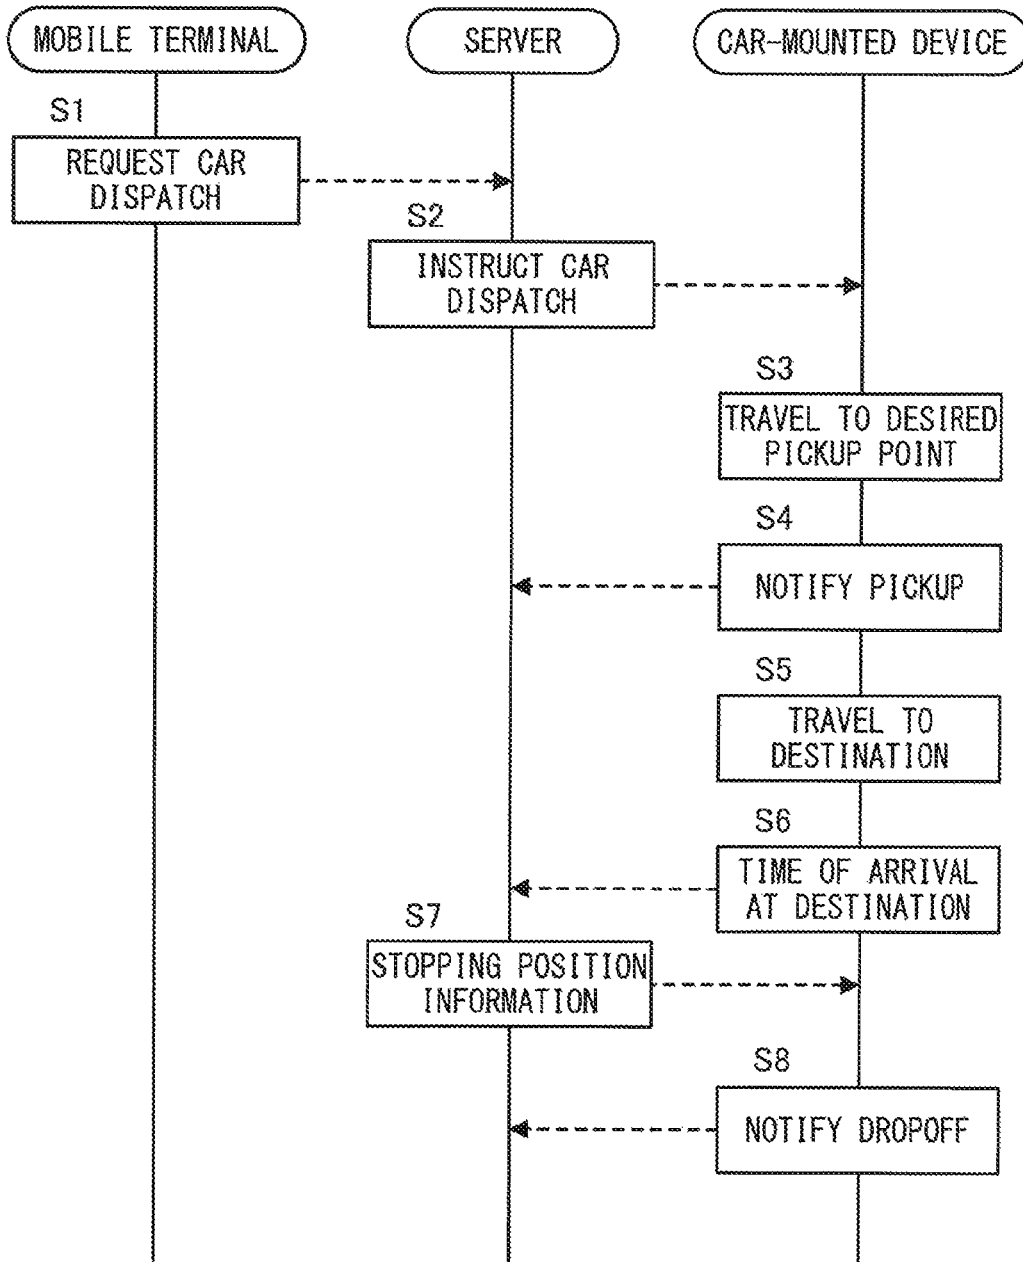 MOBILE TERMINAL
SERVER
CAR-MOUNTED DEVICE
S1
REQUEST CAR
DISPATCH
S2
INSTRUCT CAR
DISPATCH
S3
TRAVEL TO DESIRED
PICKUP POINT
S4
NOTIFY PICKUP
S5
TRAVEL TO
DESTINATION
S6
TIME OF ARRIVAL
AT DESTINATION
S7
STOPPING POSITION
INFORMATION
S8
NOTIFY DROPOFF